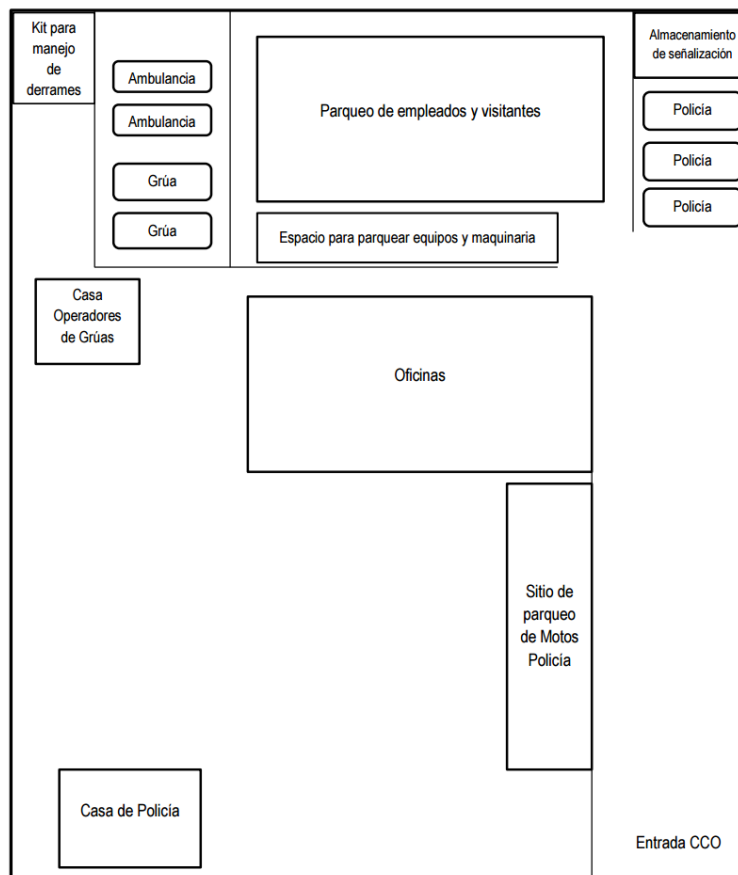 Kit para
manejo
de
derrames
Ambulancia
Ambulancia
Grúa
Grúa
Parqueo de empleados y visitantes
Espacio para parquear equipos y maquinaria
Almacenamiento
de señalización
Policía
Policía
Policía
Casa
Operadores
de Grúas
Oficinas
Sitio de
parqueo
de Motos
Policía
Casa de Policía
Entrada CCO